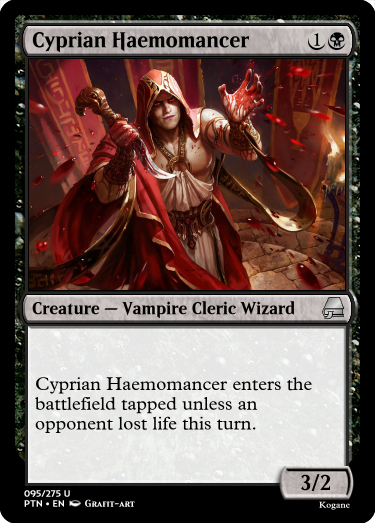 Cyprian Haemomancer 1
Creature — Vampire Cleric Wizard
Cyprian Haemomancer enters the
battlefield tapped unless an
opponent lost life this turn.
3/2
095/275 U
PTN • EN Grafit-art
Kogane